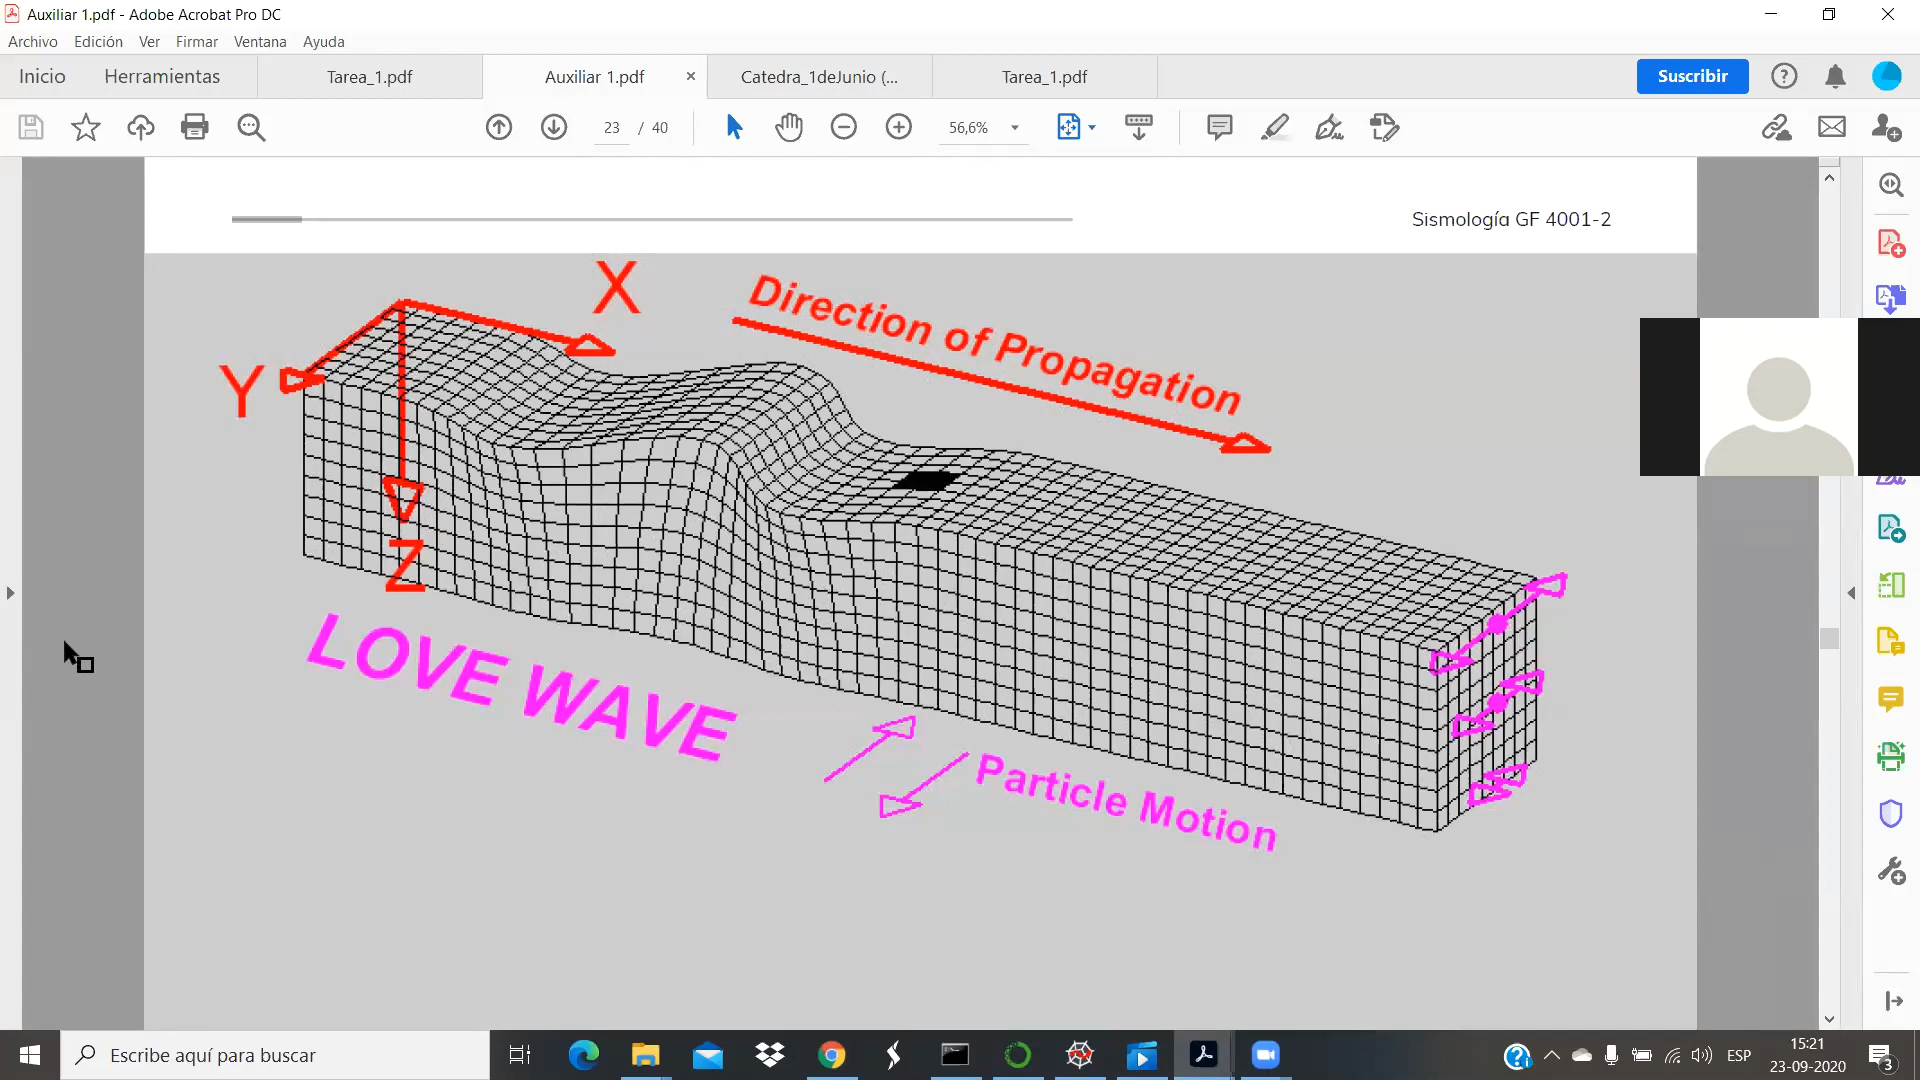 Auxiliar 1.pdf - Adobe Acrobat Pro DC
Archivo Edición Ver Firmar Ventana Ayuda
Inicio Herramientas Tarea_1.pdf Auxiliar 1.pdf × Catedra_1deJunio (... Tarea_1.pdf Suscribir
23 / 40 56,6%
Sismología GF 4001-2
X
Direction of Propagation
Y
Z
LOVE WAVE
Particle Motion
Escribe aquí para buscar
ESP
15:21
23-09-2020
3